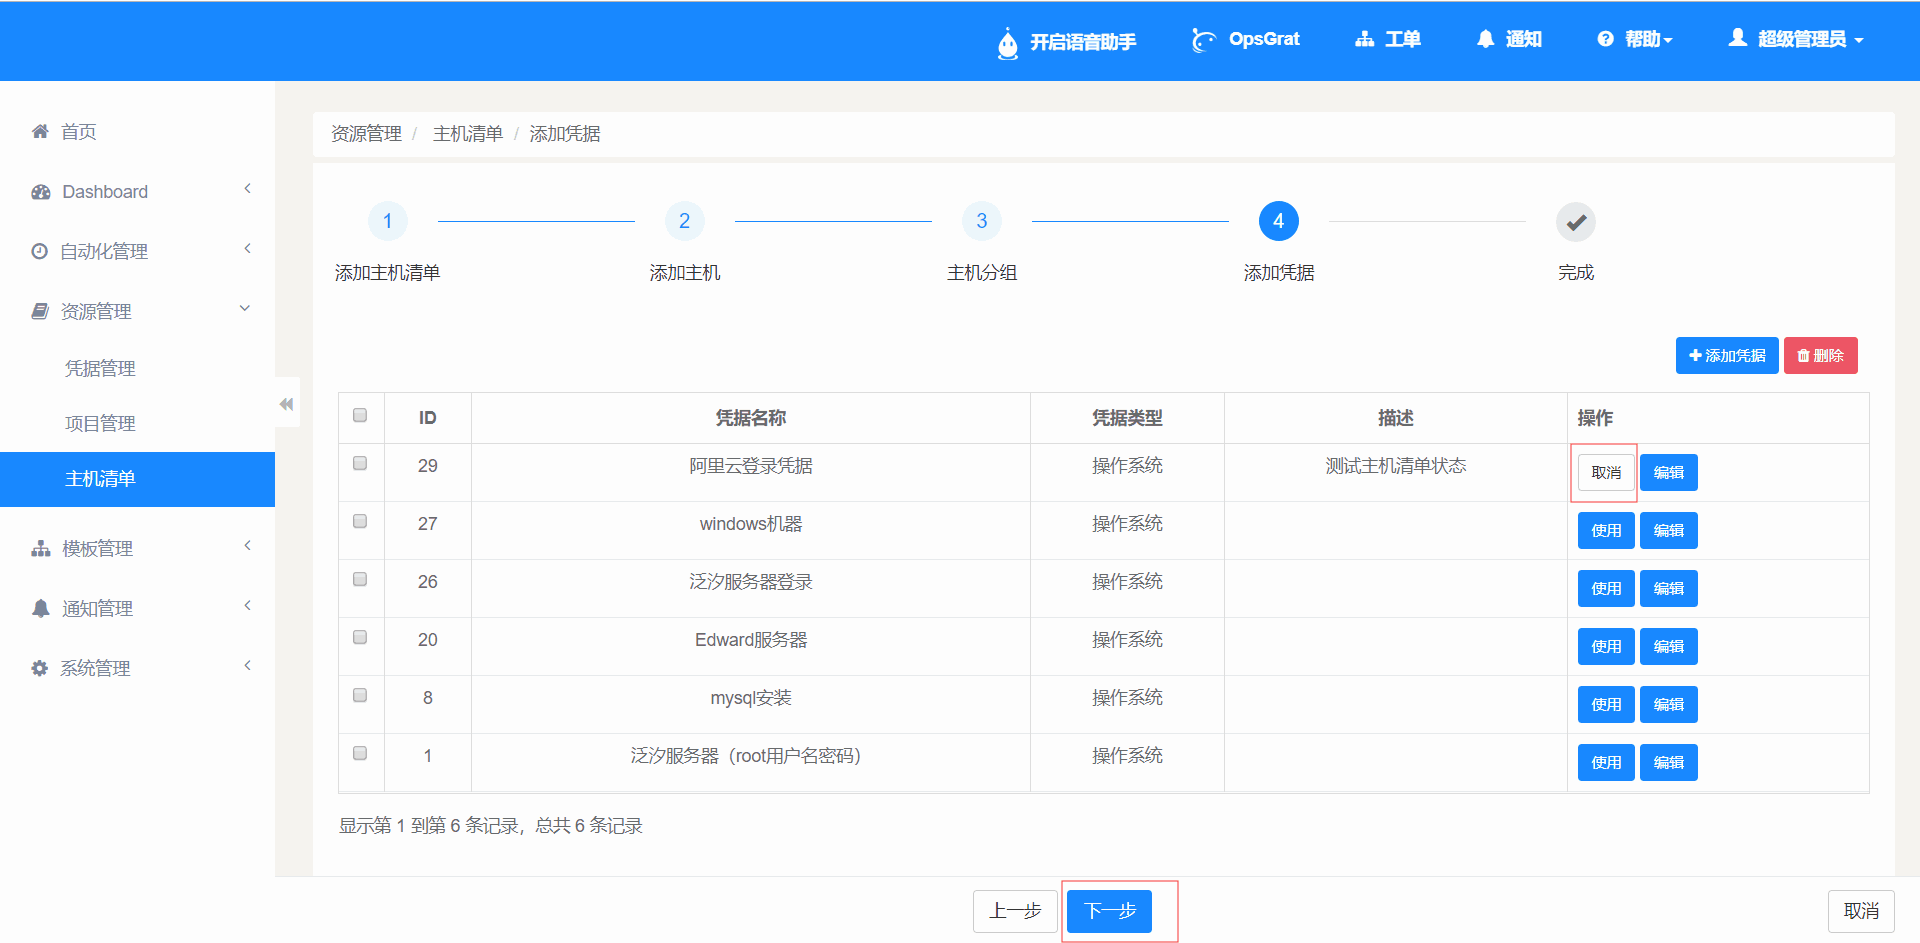 开启语音助手 OpsGrat 工单 通知 帮助 超级管理员
首页
Dashboard
自动化管理
资源管理
凭据管理
项目管理
主机清单
模板管理
通知管理
系统管理
资源管理 / 主机清单 / 添加凭据
1 2 3 4
添加主机清单 添加主机 主机分组 添加凭据 完成
添加凭据 删除
ID 凭据名称 凭据类型 描述 操作
29 阿里云登录凭据 操作系统 测试主机清单状态 取消 编辑
27 windows机器 操作系统 使用 编辑
26 泛汐服务器登录 操作系统 使用 编辑
20 Edward服务器 操作系统 使用 编辑
8 mysql安装 操作系统 使用 编辑
1 泛汐服务器（root用户名密码） 操作系统 使用 编辑
显示第 1 到第 6 条记录，总共 6 条记录
上一步 下一步 取消